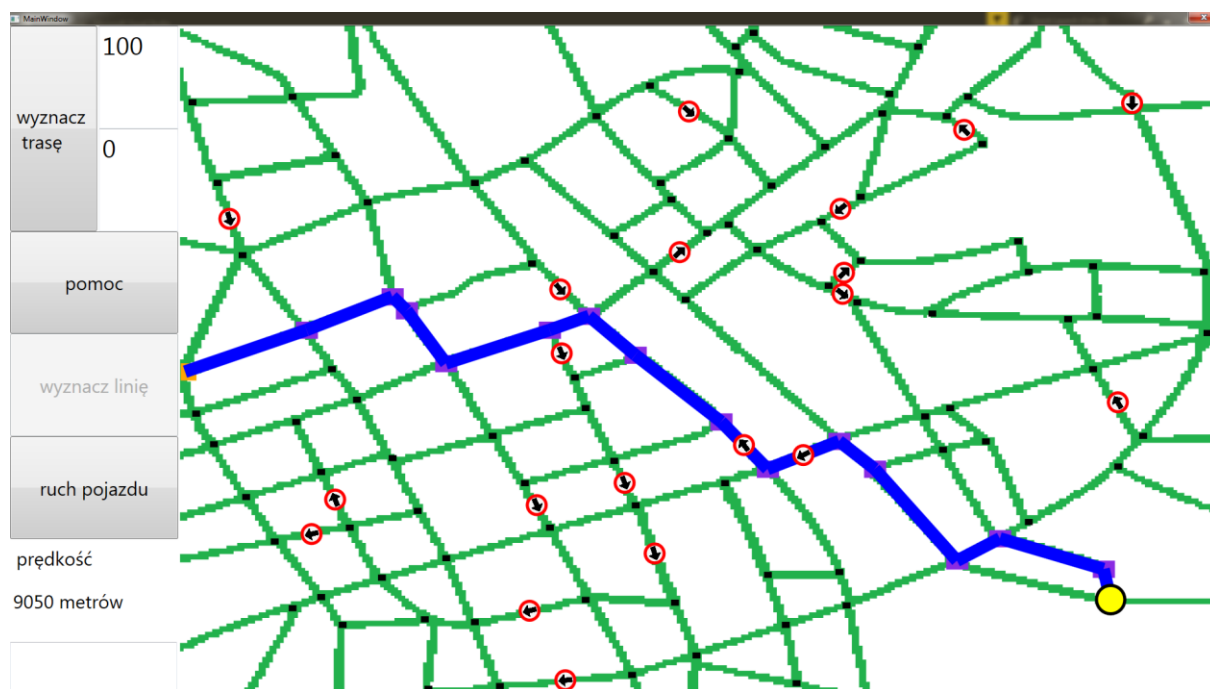 MainWindow
100
wyznacz
trasę
0
pomoc
wyznacz linię
ruch pojazdu
prędkość
9050 metrów